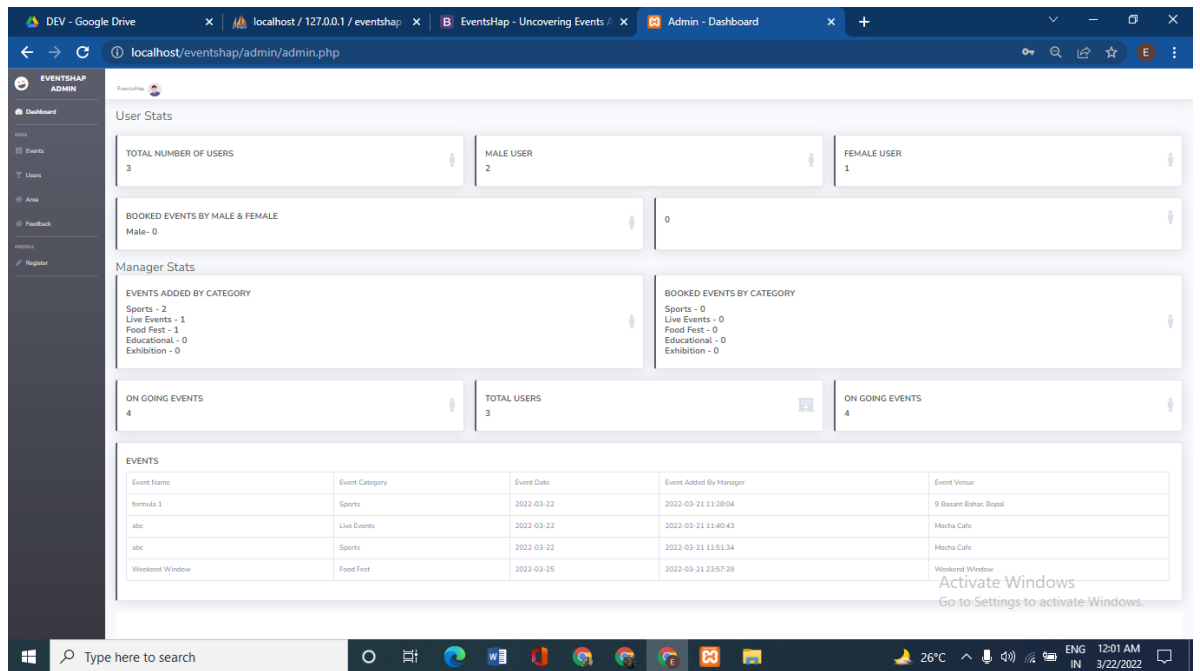 DEV - Google Drive
localhost / 127.0.0.1 / eventshap
B EventsHap - Uncovering Events A
Admin - Dashboard
localhost/eventshap/admin/admin.php
E
EVENTSHAP
ADMIN
EventsHap
Dashboard
DATA
Events
Users
Area
Feedback
PROFILE
Register
User Stats
TOTAL NUMBER OF USERS
3
MALE USER
2
FEMALE USER
1
BOOKED EVENTS BY MALE & FEMALE
Male- 0
0
Manager Stats
EVENTS ADDED BY CATEGORY
Sports - 2
Live Events - 1
Food Fest - 1
Educational - 0
Exhibition - 0
BOOKED EVENTS BY CATEGORY
Sports - 0
Live Events - 0
Food Fest - 0
Educational - 0
Exhibition - 0
ON GOING EVENTS
4
TOTAL USERS
3
ON GOING EVENTS
4
EVENTS
Event Name Event Category Event Date Event Added By Manager Event Venue
formula 1 Sports 2022-03-22 2022-03-21 11:28:04 9 Basant Bahar, Bopal
abc Live Events 2022-03-22 2022-03-21 11:40:43 Mocha Cafe
abc Sports 2022-03-22 2022-03-21 11:51:34 Mocha Cafe
Weekend Window Food Fest 2022-03-25 2022-03-21 23:57:29 Weekend Window
Activate Windows
Go to Settings to activate Windows.
Type here to search
26°C
ENG
IN
12:01 AM
3/22/2022